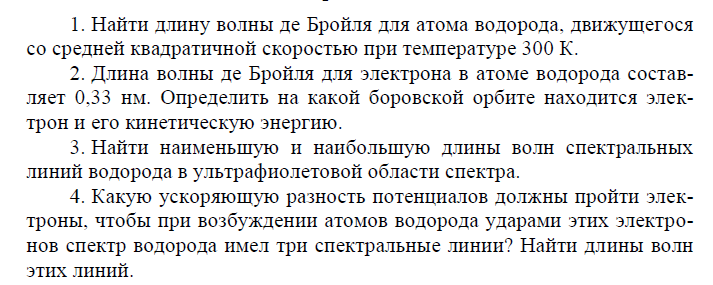 1. Найти длину волны де Бройля для атома водорода, движущегося
со средней квадратичной скоростью при температуре 300 К.
2. Длина волны де Бройля для электрона в атоме водорода состав-
ляет 0,33 нм. Определить на какой боровской орбите находится элек-
трон и его кинетическую энергию.
3. Найти наименьшую и наибольшую длины волн спектральных
линий водорода в ультрафиолетовой области спектра.
4. Какую ускоряющую разность потенциалов должны пройти элек-
троны, чтобы при возбуждении атомов водорода ударами этих электро-
нов спектр водорода имел три спектральные линии? Найти длины волн
этих линий.